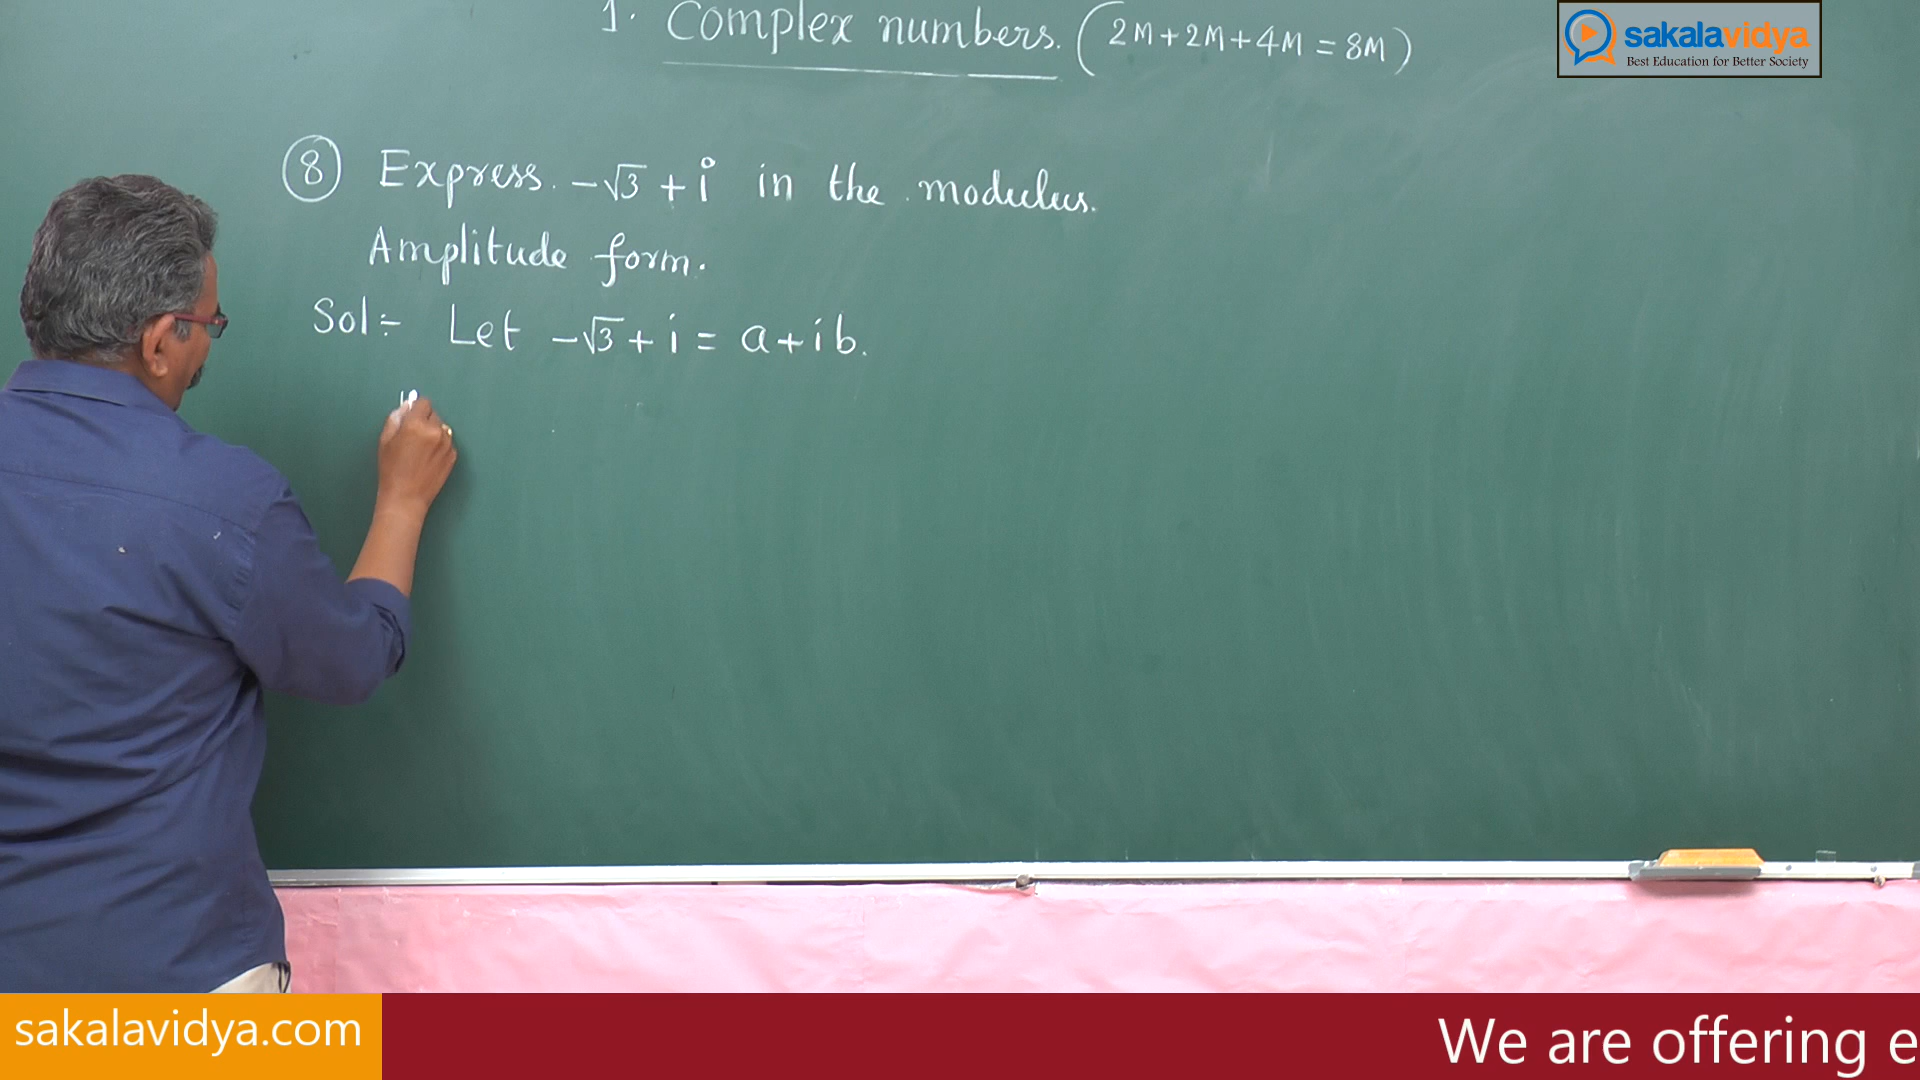 1. Complex numbers. (2M+2M+4M=8M)
sakalavidya
Best Education for Better Society
8 Express. -√3 + i in the modulus.
Amplitude form.
Sol:- Let -√3 + i = a + i b.
sakalavidya.com
We are offering e